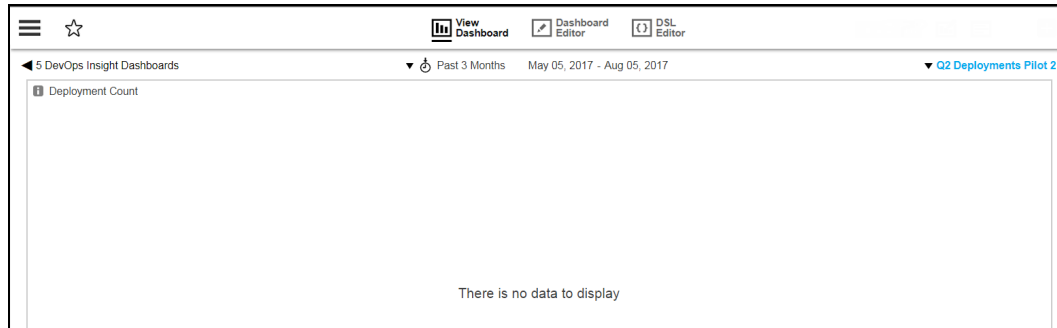 View Dashboard
Dashboard Editor
DSL Editor
5 DevOps Insight Dashboards
Past 3 Months
May 05, 2017 - Aug 05, 2017
Q2 Deployments Pilot 2
Deployment Count
There is no data to display